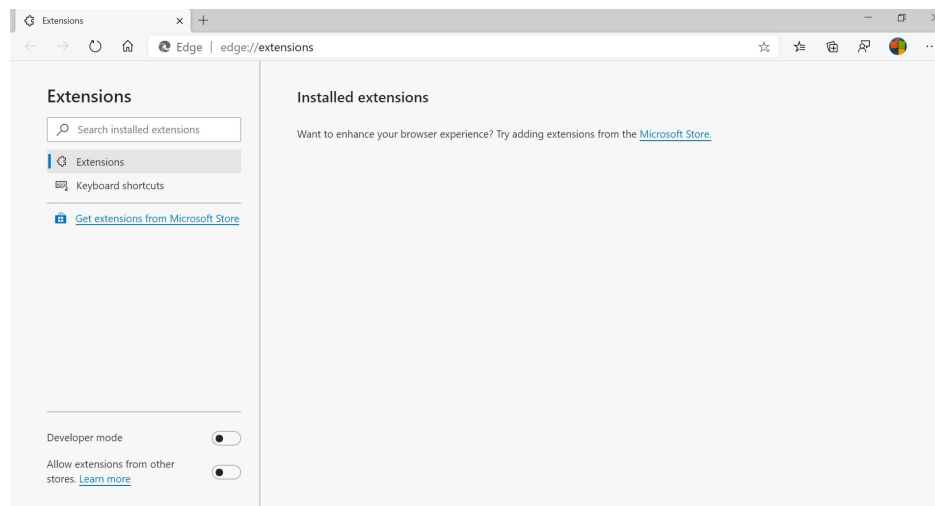 Extensions
Edge | edge://extensions
Extensions
Search installed extensions
Extensions
Keyboard shortcuts
Get extensions from Microsoft Store
Installed extensions
Want to enhance your browser experience? Try adding extensions from the Microsoft Store.
Developer mode
Allow extensions from other
stores. Learn more